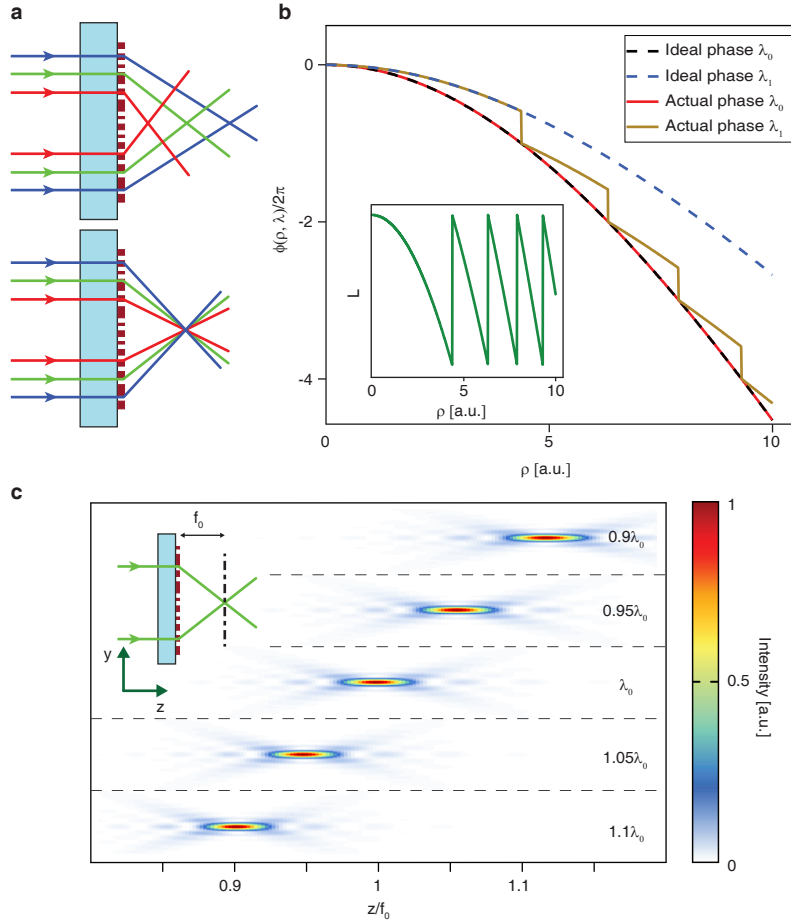 a
b
0
-2
-4
ϕ(ρ, λ)/2π
0
5
10
ρ [a.u.]
Ideal phase λ₀
Ideal phase λ₁
Actual phase λ₀
Actual phase λ₁
L
0
5
10
ρ [a.u.]
c
f₀
y
z
0.9λ₀
0.95λ₀
λ₀
1.05λ₀
1.1λ₀
0.9
1
1.1
z/f₀
1
0.5
0
Intensity [a.u.]